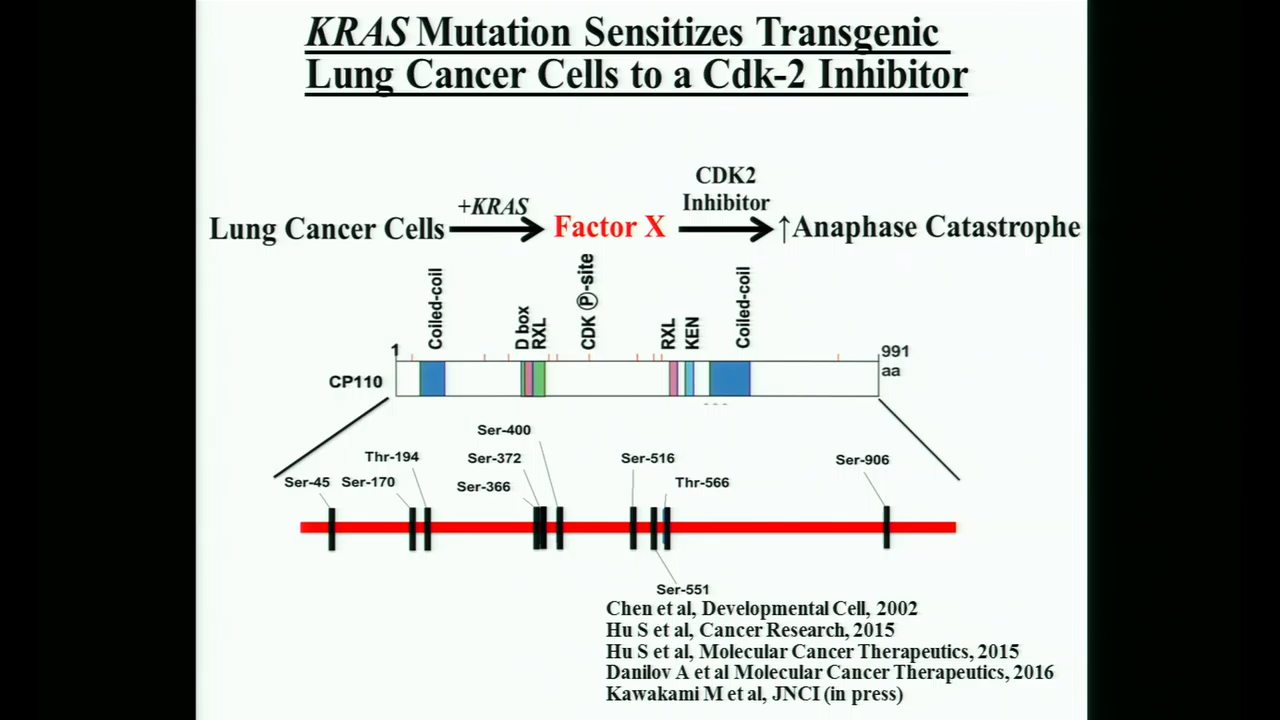 KRAS Mutation Sensitizes Transgenic
Lung Cancer Cells to a Cdk-2 Inhibitor
CDK2
Inhibitor
+KRAS
Lung Cancer Cells
Factor X
↑Anaphase Catastrophe
Coiled-coil
D box
RXL
CDK Ⓟ-site
RXL
KEN
Coiled-coil
1
991
aa
CP110
Ser-400
Thr-194
Ser-372
Ser-516
Ser-906
Ser-45
Ser-170
Ser-366
Thr-566
Ser-551
Chen et al, Developmental Cell, 2002
Hu S et al, Cancer Research, 2015
Hu S et al, Molecular Cancer Therapeutics, 2015
Danilov A et al Molecular Cancer Therapeutics, 2016
Kawakami M et al, JNCI (in press)